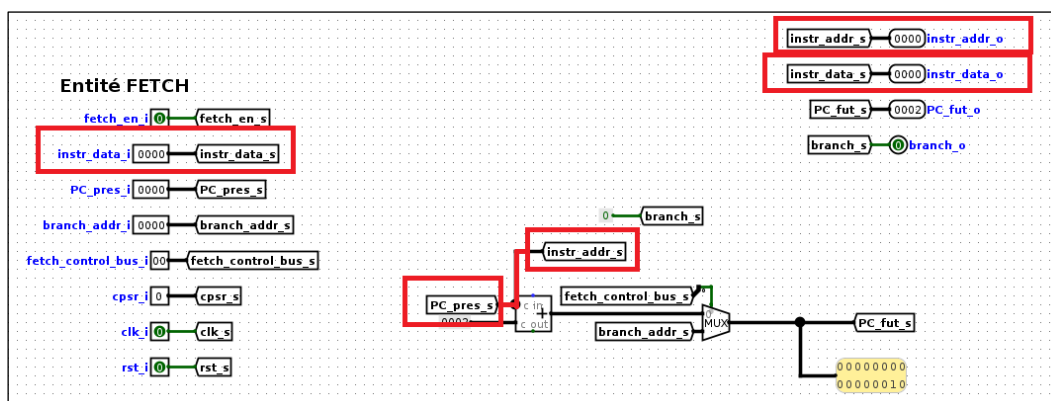 instr_addr_s 0000 instr_addr_o
instr_data_s 0000 instr_data_o
Entité FETCH
PC_fut_s 0002 PC_fut_o
fetch_en_i 0 fetch_en_s
branch_s 0 branch_o
instr_data_i 0000 instr_data_s
PC_pres_i 0000 PC_pres_s
0 branch_s
branch_addr_i 0000 branch_addr_s
instr_addr_s
fetch_control_bus_i 00 fetch_control_bus_s
cpsr_i 0 cpsr_s
PC_pres_s
fetch_control_bus_s
0
c in
+
c out
0002
0
MUX
branch_addr_s
PC_fut_s
clk_i 0 clk_s
rst_i 0 rst_s
00000000
00000010